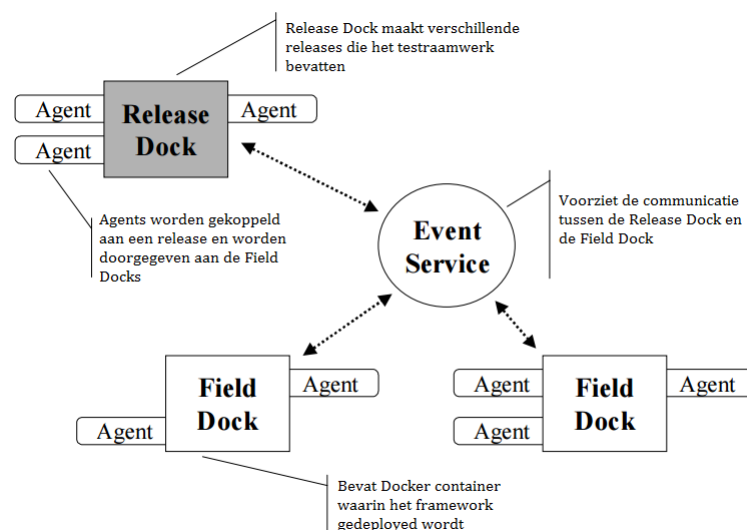 Release Dock maakt verschillende
releases die het testraamwerk
bevatten
Agent
Release
Dock
Agent
Agent
Agents worden gekoppeld
aan een release en worden
doorgegeven aan de Field
Docks
Event
Service
Voorziet de communicatie
tussen de Release Dock en
de Field Dock
Field
Dock
Agent
Agent
Agent
Field
Dock
Agent
Agent
Bevat Docker container
waarin het framework
gedeployed wordt